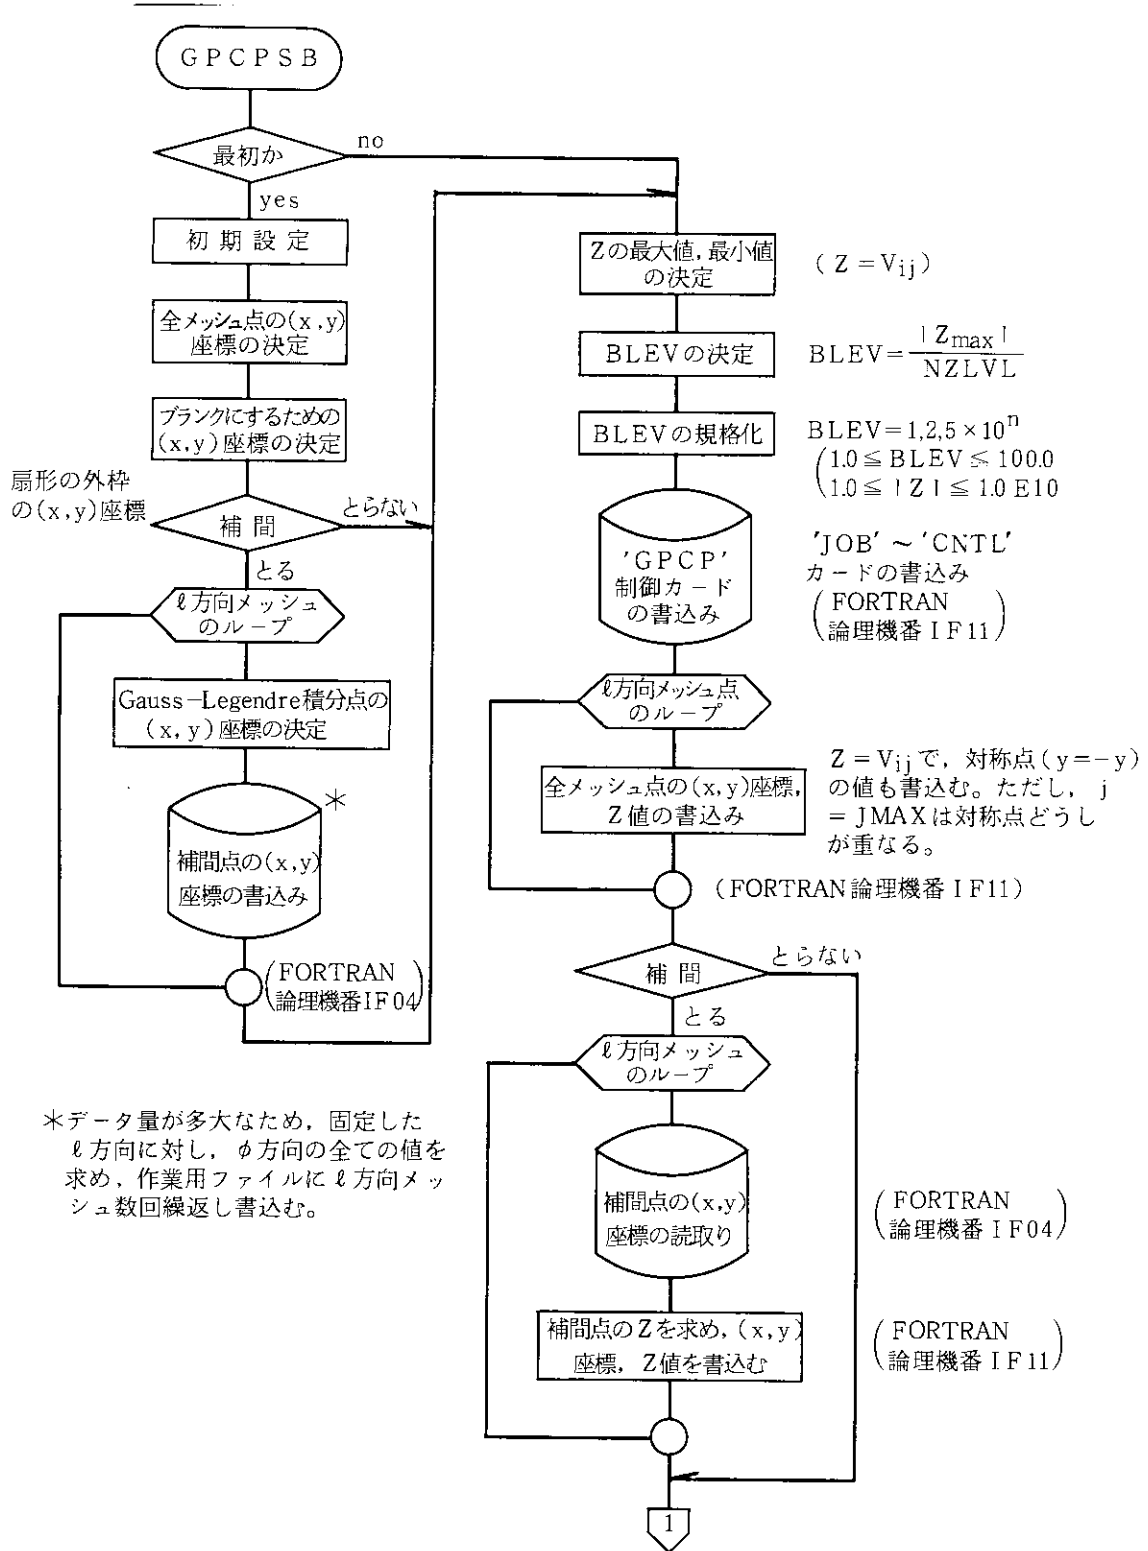 GPCPSB
最初か
no
yes
初期設定
全メッシュ点の(x,y)
座標の決定
ブランクにするための
(x,y)座標の決定
扇形の外枠
の(x,y)座標
補間
とらない
とる
ℓ方向メッシュ
のループ
Gauss-Legendre積分点の
(x,y)座標の決定
*
補間点の(x,y)
座標の書込み
(FORTRAN
論理機番IF04)
*データ量が多大なため,固定した
ℓ方向に対し,φ方向の全ての値を
求め,作業用ファイルにℓ方向メッ
シュ数回繰返し書込む。
Zの最大値,最小値
の決定
(Z=Vij)
BLEVの決定
BLEV=|Zmax|/NZLVL
BLEVの規格化
BLEV=1,2,5×10^n
(1.0≦BLEV≦100.0
(1.0≦|Z|≦1.0E10
'GPCP'
制御カード
の書込み
'JOB'~'CNTL'
カードの書込み
(FORTRAN
論理機番IF11)
ℓ方向メッシュ点
のループ
全メッシュ点の(x,y)座標,
Z値の書込み
Z=Vijで,対称点(y=-y)
の値も書込む。ただし,j
=JMAXは対称点どうし
が重なる。
(FORTRAN論理機番IF11)
補間
とらない
とる
ℓ方向メッシュ
のループ
補間点の(x,y)
座標の読取り
(FORTRAN
論理機番IF04)
補間点のZを求め,(x,y)
座標,Z値を書込む
(FORTRAN
論理機番IF11)
1